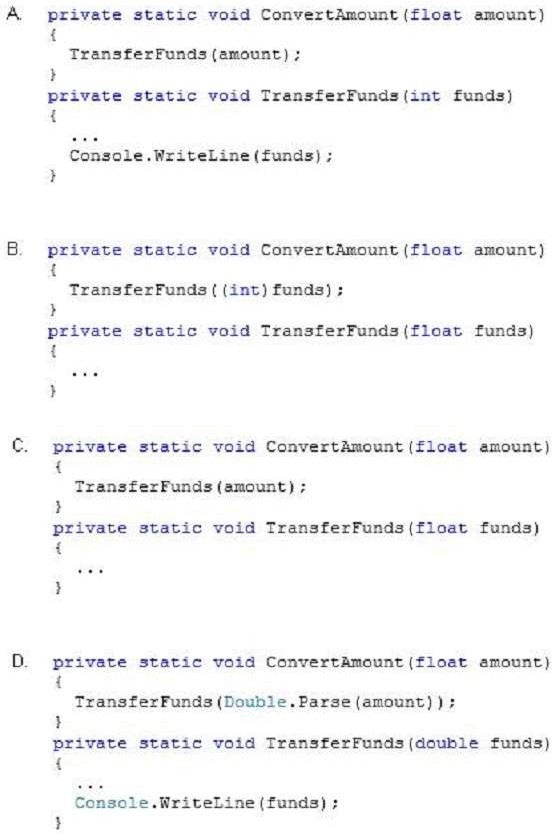 A. private static void ConvertAmount(float amount)
{
TransferFunds(amount);
}
private static void TransferFunds(int funds)
{
...
Console.WriteLine(funds);
}
B. private static void ConvertAmount(float amount)
{
TransferFunds((int)funds);
}
private static void TransferFunds(float funds)
{
...
}
C. private static void ConvertAmount(float amount)
{
TransferFunds(amount);
}
private static void TransferFunds(float funds)
{
...
}
D. private static void ConvertAmount(float amount)
{
TransferFunds(Double.Parse(amount));
}
private static void TransferFunds(double funds)
{
...
Console.WriteLine(funds);
}